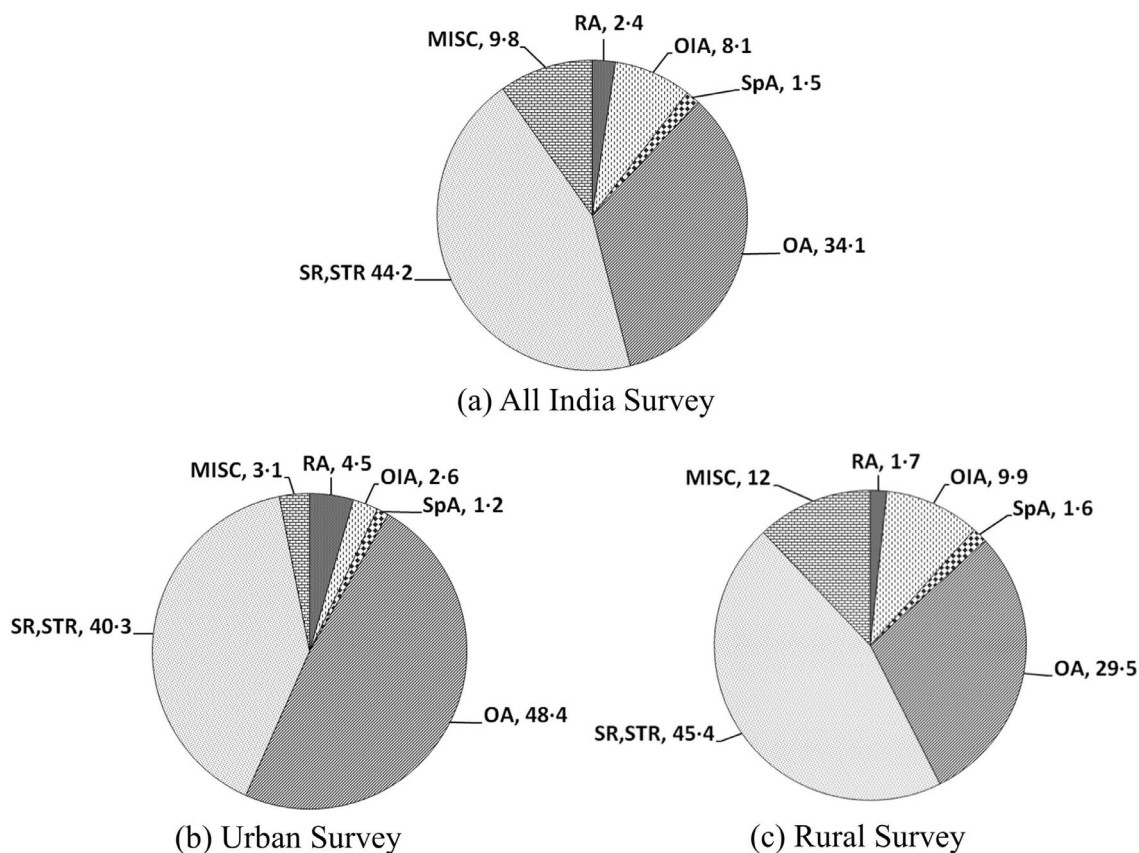 RA, 2·4
MISC, 9·8
OIA, 8·1
SpA, 1·5
OA, 34·1
SR,STR 44·2
(a) All India Survey
MISC, 3·1
RA, 4·5
OIA, 2·6
SpA, 1·2
SR,STR, 40·3
OA, 48·4
(b) Urban Survey
RA, 1·7
MISC, 12
OIA, 9·9
SpA, 1·6
OA, 29·5
SR,STR, 45·4
(c) Rural Survey